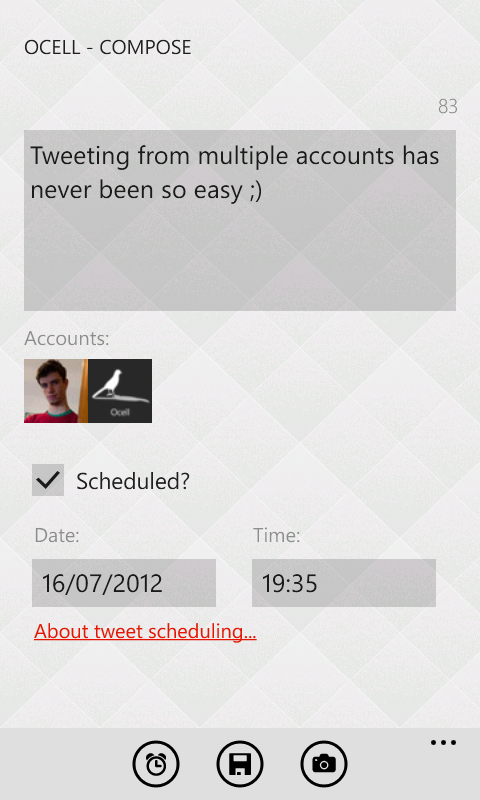 OCELL - COMPOSE
83
Tweeting from multiple accounts has
never been so easy ;)
Accounts:
Ocell
Scheduled?
Date: Time:
16/07/2012 19:35
About tweet scheduling...